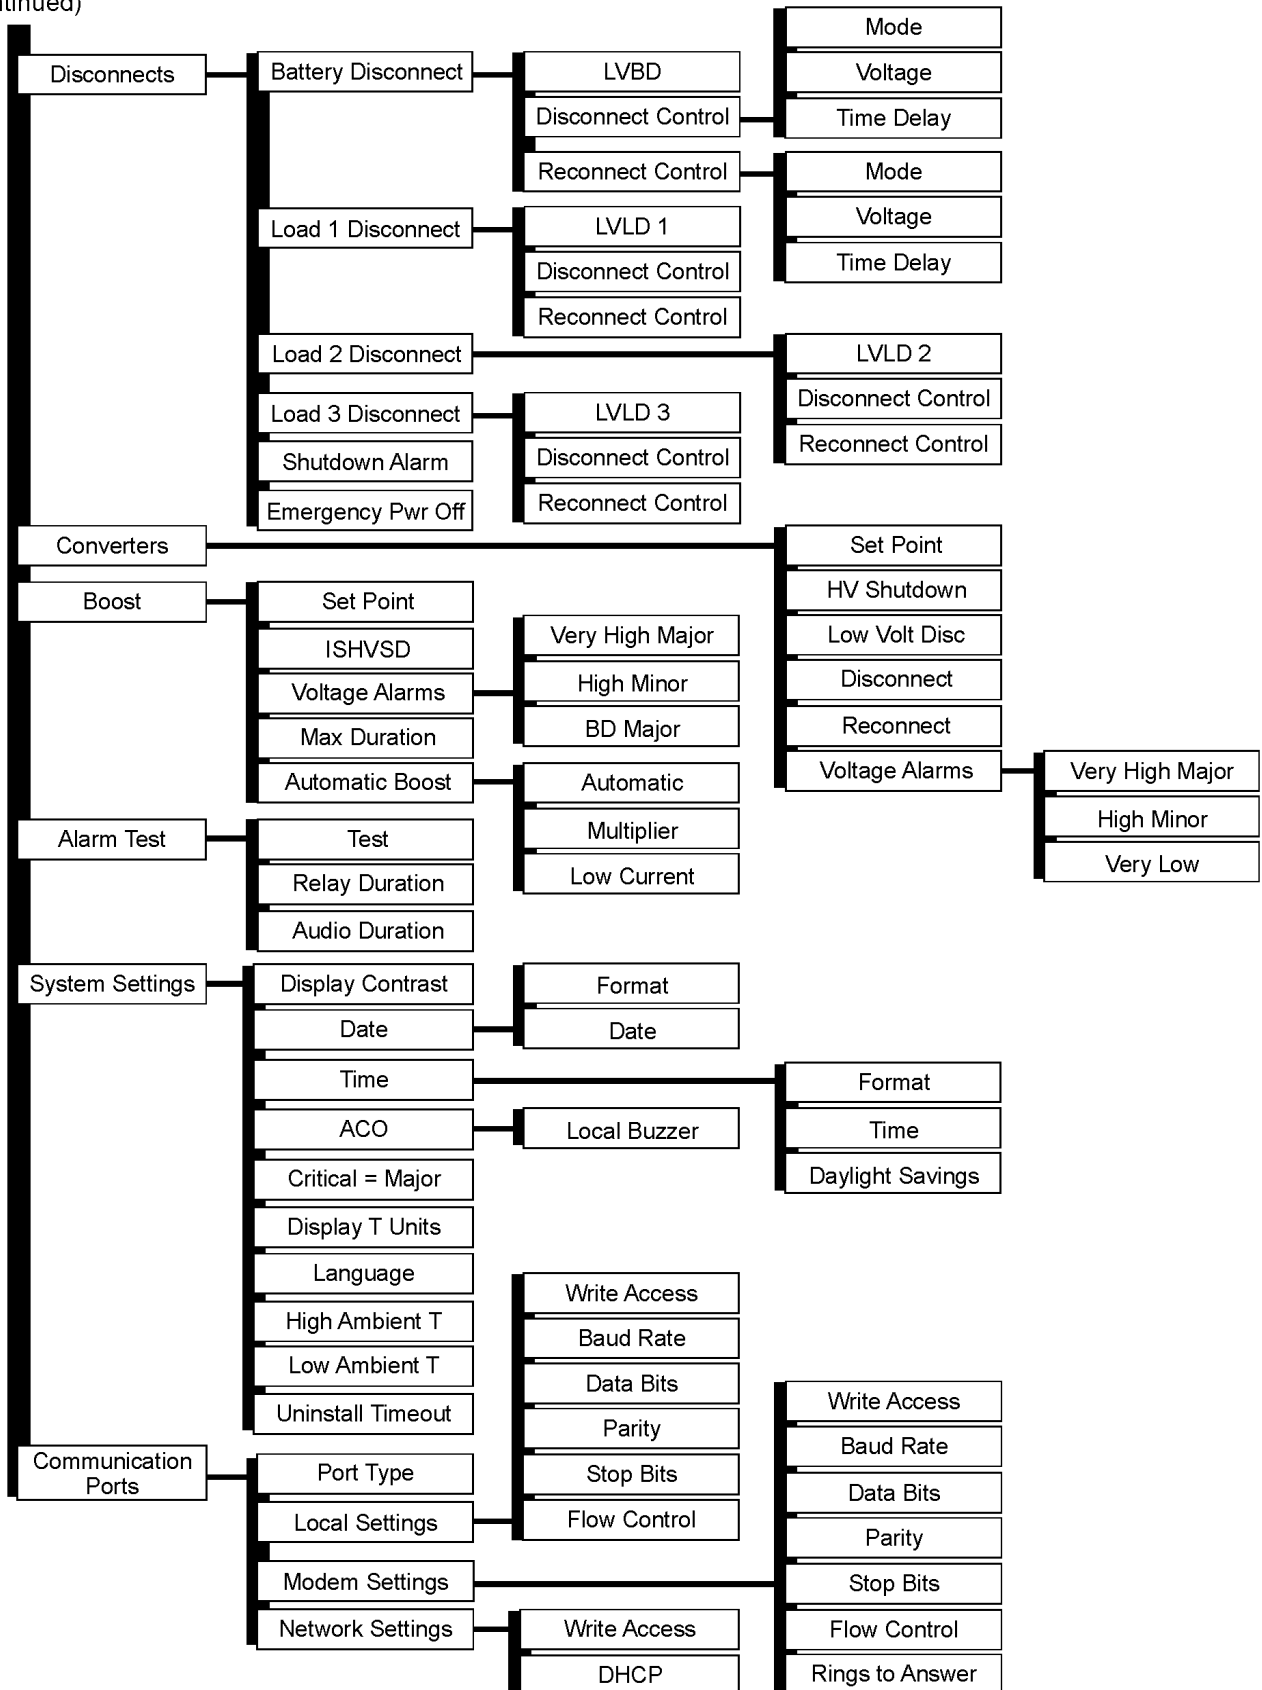 tinued)
Disconnects
Battery Disconnect
LVBD
Disconnect Control
Mode
Voltage
Time Delay
Reconnect Control
Mode
Voltage
Time Delay
Load 1 Disconnect
LVLD 1
Disconnect Control
Reconnect Control
Load 2 Disconnect
LVLD 2
Disconnect Control
Reconnect Control
Load 3 Disconnect
LVLD 3
Disconnect Control
Reconnect Control
Shutdown Alarm
Emergency Pwr Off
Converters
Set Point
HV Shutdown
Low Volt Disc
Disconnect
Reconnect
Voltage Alarms
Very High Major
High Minor
Very Low
Boost
Set Point
ISHVSD
Voltage Alarms
Very High Major
High Minor
BD Major
Max Duration
Automatic Boost
Automatic
Multiplier
Low Current
Alarm Test
Test
Relay Duration
Audio Duration
System Settings
Display Contrast
Date
Format
Date
Time
Format
Time
Daylight Savings
ACO
Local Buzzer
Critical = Major
Display T Units
Language
High Ambient T
Low Ambient T
Uninstall Timeout
Communication
Ports
Port Type
Local Settings
Write Access
Baud Rate
Data Bits
Parity
Stop Bits
Flow Control
Modem Settings
Write Access
Baud Rate
Data Bits
Parity
Stop Bits
Flow Control
Rings to Answer
Network Settings
Write Access
DHCP